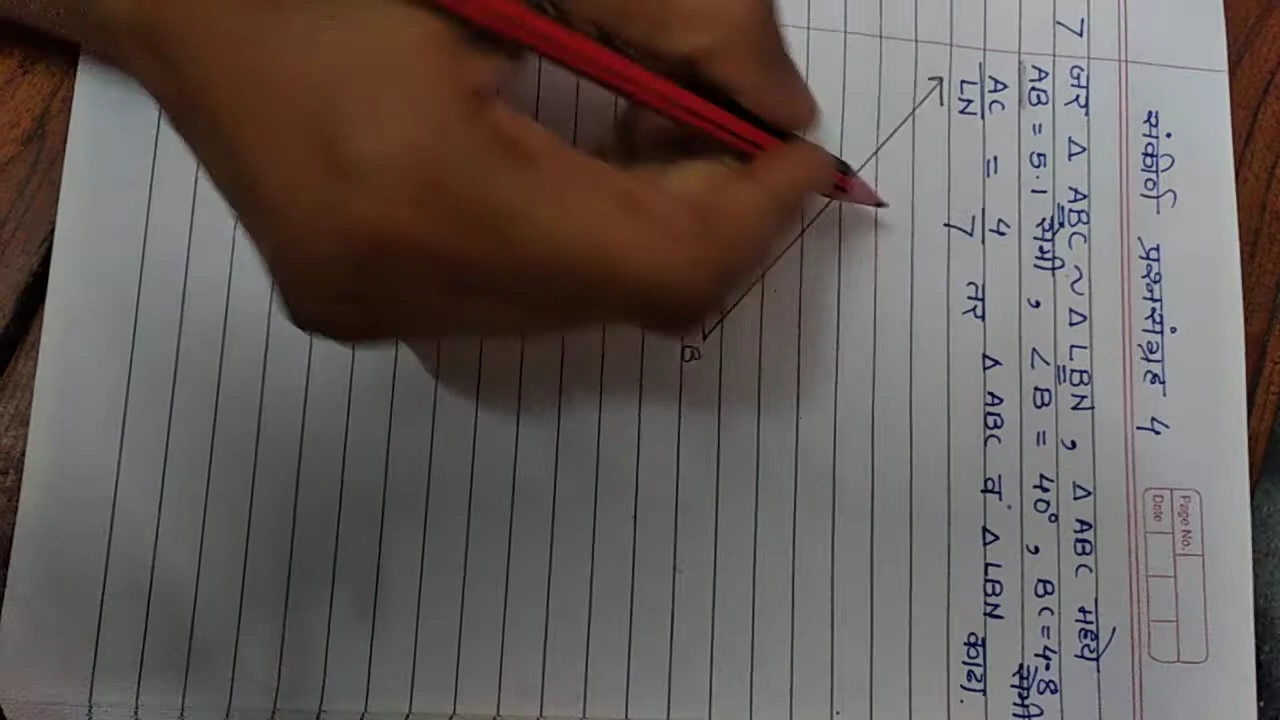 Page No.
Date
संकीर्ण प्रश्नसंग्रह 4
7 जर Δ ABC ~ Δ LBN , Δ ABC मध्ये
AB = 5.1 सेमी , ∠B = 40° , BC = 4.8 सेमी
AC/LN = 4/7 तर Δ ABC व Δ LBN काढा.
B